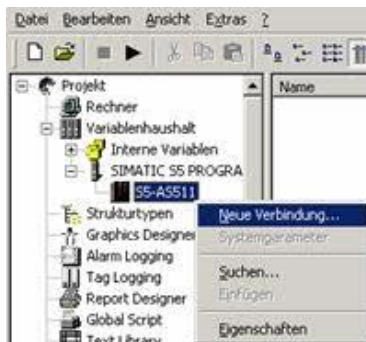 Datei Bearbeiten Ansicht Extras ?
Projekt
Rechner
Variablenhaushalt
Interne Variablen
SIMATIC S5 PROGRA
S5-AS511
Strukturtypen
Graphics Designe
Alarm Logging
Tag Logging
Report Designer
Global Script
Text Library
Name
Neue Verbindung...
Systemparameter
Suchen...
Einfügen
Eigenschaften